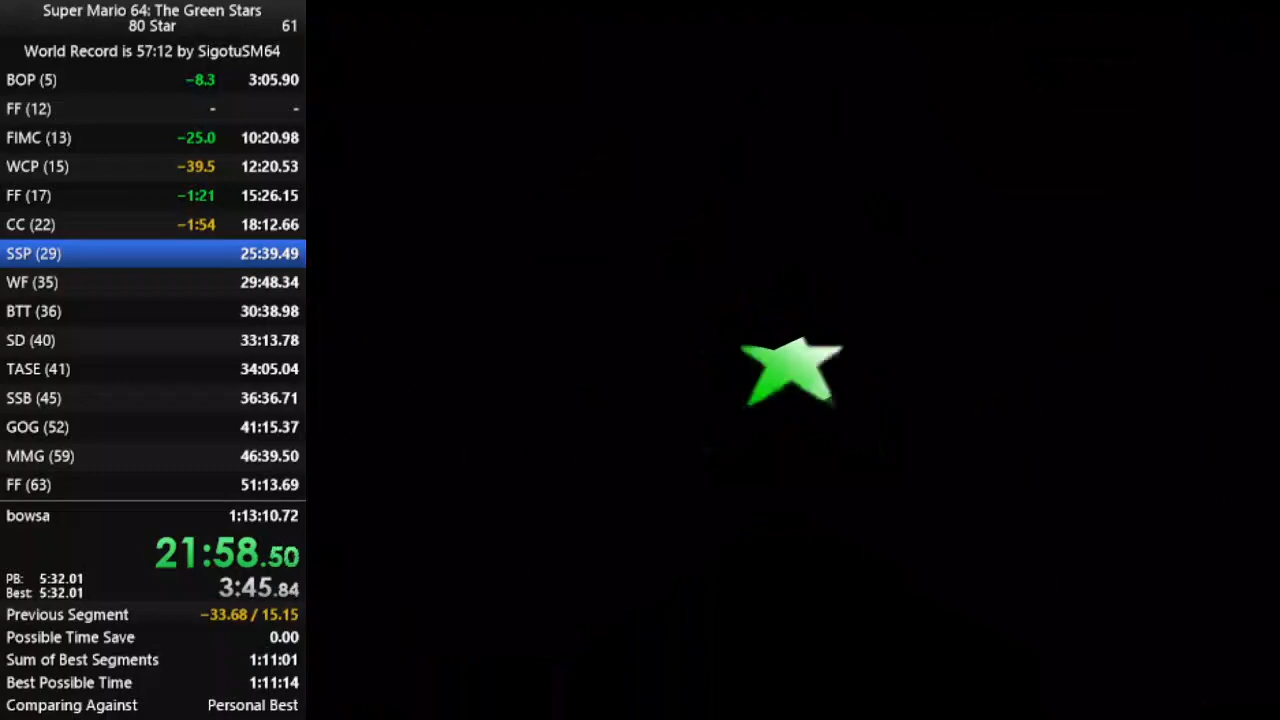 Super Mario 64: The Green Stars
80 Star 61
World Record is 57:12 by SigotuSM64
BOP (5) −8.3 3:05.90
FF (12) - -
FIMC (13) −25.0 10:20.98
WCP (15) −39.5 12:20.53
FF (17) −1:21 15:26.15
CC (22) −1:54 18:12.66
SSP (29) 25:39.49
WF (35) 29:48.34
BTT (36) 30:38.98
SD (40) 33:13.78
TASE (41) 34:05.04
SSB (45) 36:36.71
GOG (52) 41:15.37
MMG (59) 46:39.50
FF (63) 51:13.69
bowsa 1:13:10.72
21:58.50
PB: 5:32.01
Best: 5:32.01
3:45.84
Previous Segment −33.68 / 15.15
Possible Time Save 0.00
Sum of Best Segments 1:11:01
Best Possible Time 1:11:14
Comparing Against Personal Best